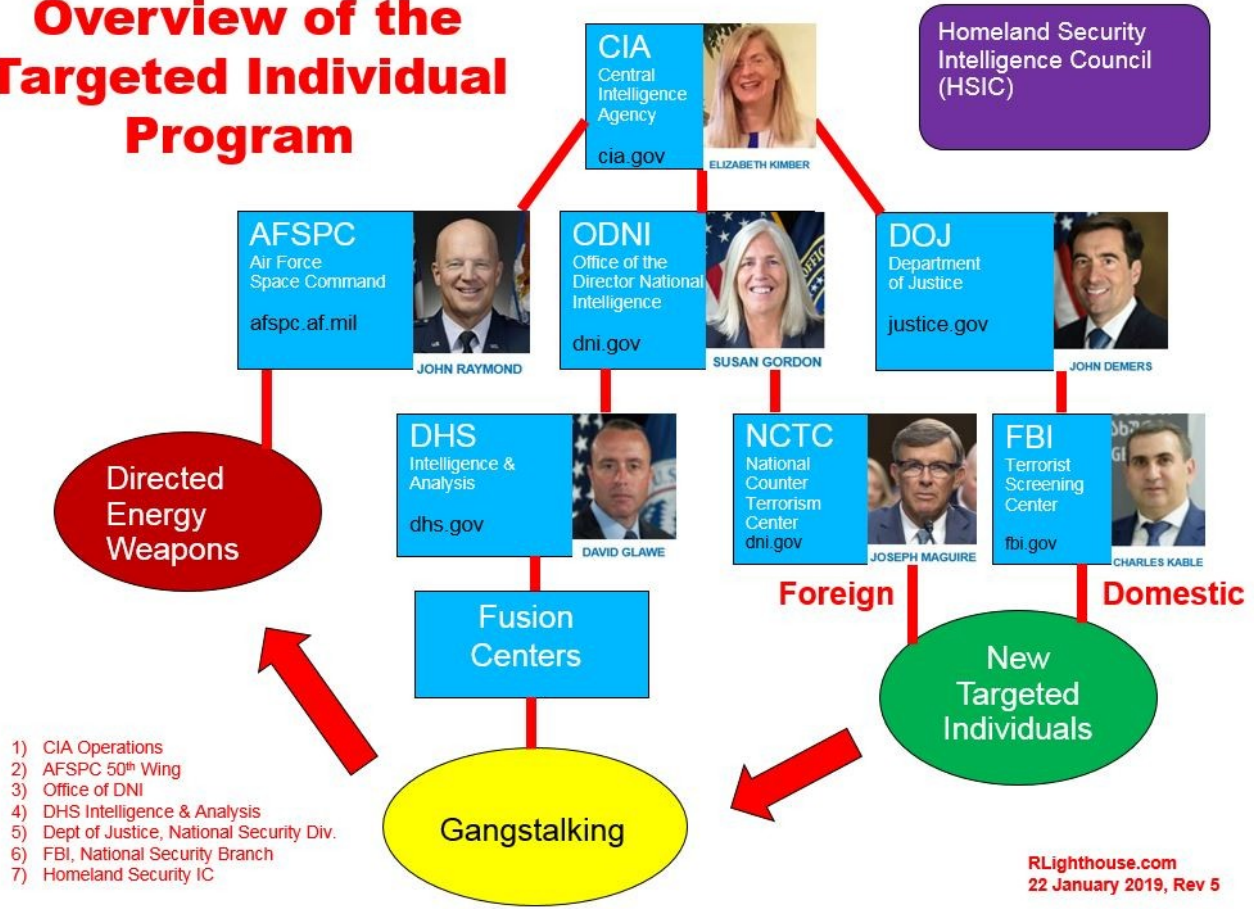 Overview of the
Targeted Individual
Program
CIA
Central
Intelligence
Agency
cia.gov
ELIZABETH KIMBER
Homeland Security
Intelligence Council
(HSIC)
AFSPC
Air Force
Space Command
afspc.af.mil
JOHN RAYMOND
ODNI
Office of the
Director National
Intelligence
dni.gov
SUSAN GORDON
DOJ
Department
of Justice
justice.gov
JOHN DEMERS
Directed
Energy
Weapons
DHS
Intelligence &
Analysis
dhs.gov
DAVID GLAWE
NCTC
National
Counter
Terrorism
Center
dni.gov
JOSEPH MAGUIRE
FBI
Terrorist
Screening
Center
fbi.gov
CHARLES KABLE
Foreign
Domestic
Fusion
Centers
New
Targeted
Individuals
Gangstalking
1) CIA Operations
2) AFSPC 50th Wing
3) Office of DNI
4) DHS Intelligence & Analysis
5) Dept of Justice, National Security Div.
6) FBI, National Security Branch
7) Homeland Security IC
RLighthouse.com
22 January 2019, Rev 5